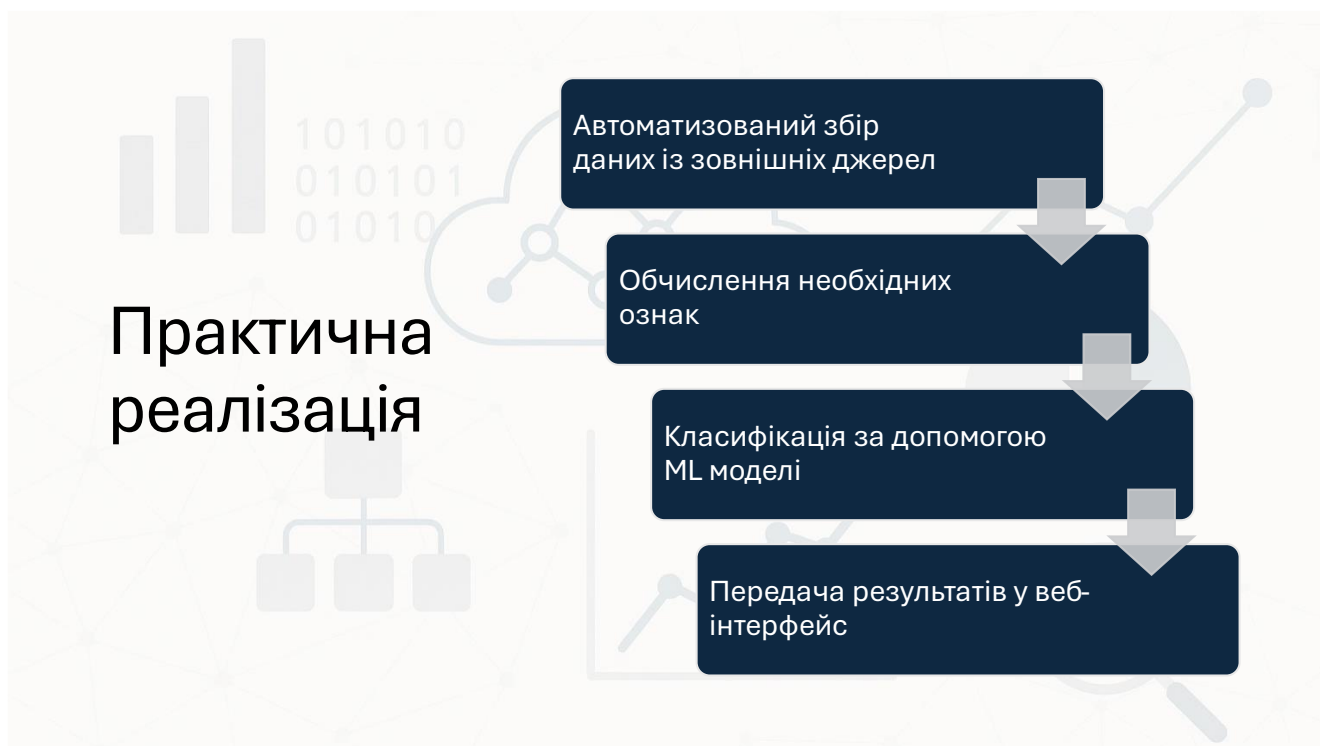 101010
010101
01010
Практична
реалізація
Автоматизований збір
даних із зовнішніх джерел
Обчислення необхідних
ознак
Класифікація за допомогою
ML моделі
Передача результатів у веб-
інтерфейс